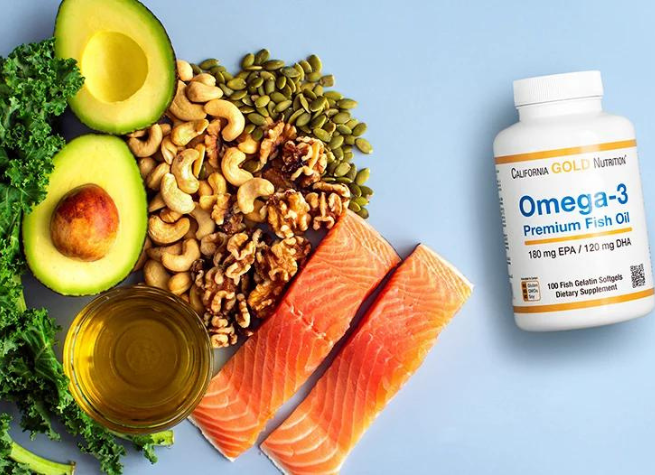 CALIFORNIA GOLD NUTRITION
Omega-3
Premium Fish Oil
180 mg EPA / 120 mg DHA
100 Fish Gelatin Softgels
Dietary Supplement